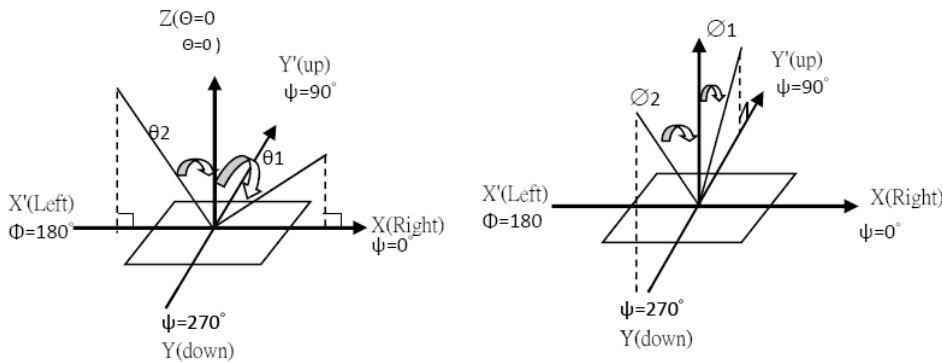 Z(Θ=0
Θ=0 )
Y'(up)
ψ=90°
θ2
θ1
X'(Left)
Φ=180°
X(Right)
ψ=0°
ψ=270°
Y(down)
∅1
Y'(up)
ψ=90°
∅2
X'(Left)
Φ=180
X(Right)
ψ=0°
ψ=270°
Y(down)